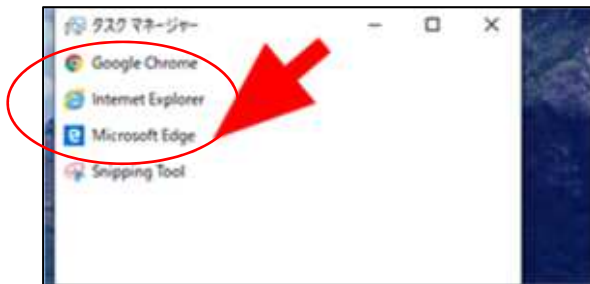 タスク マネージャー
Google Chrome
Internet Explorer
Microsoft Edge
Snipping Tool